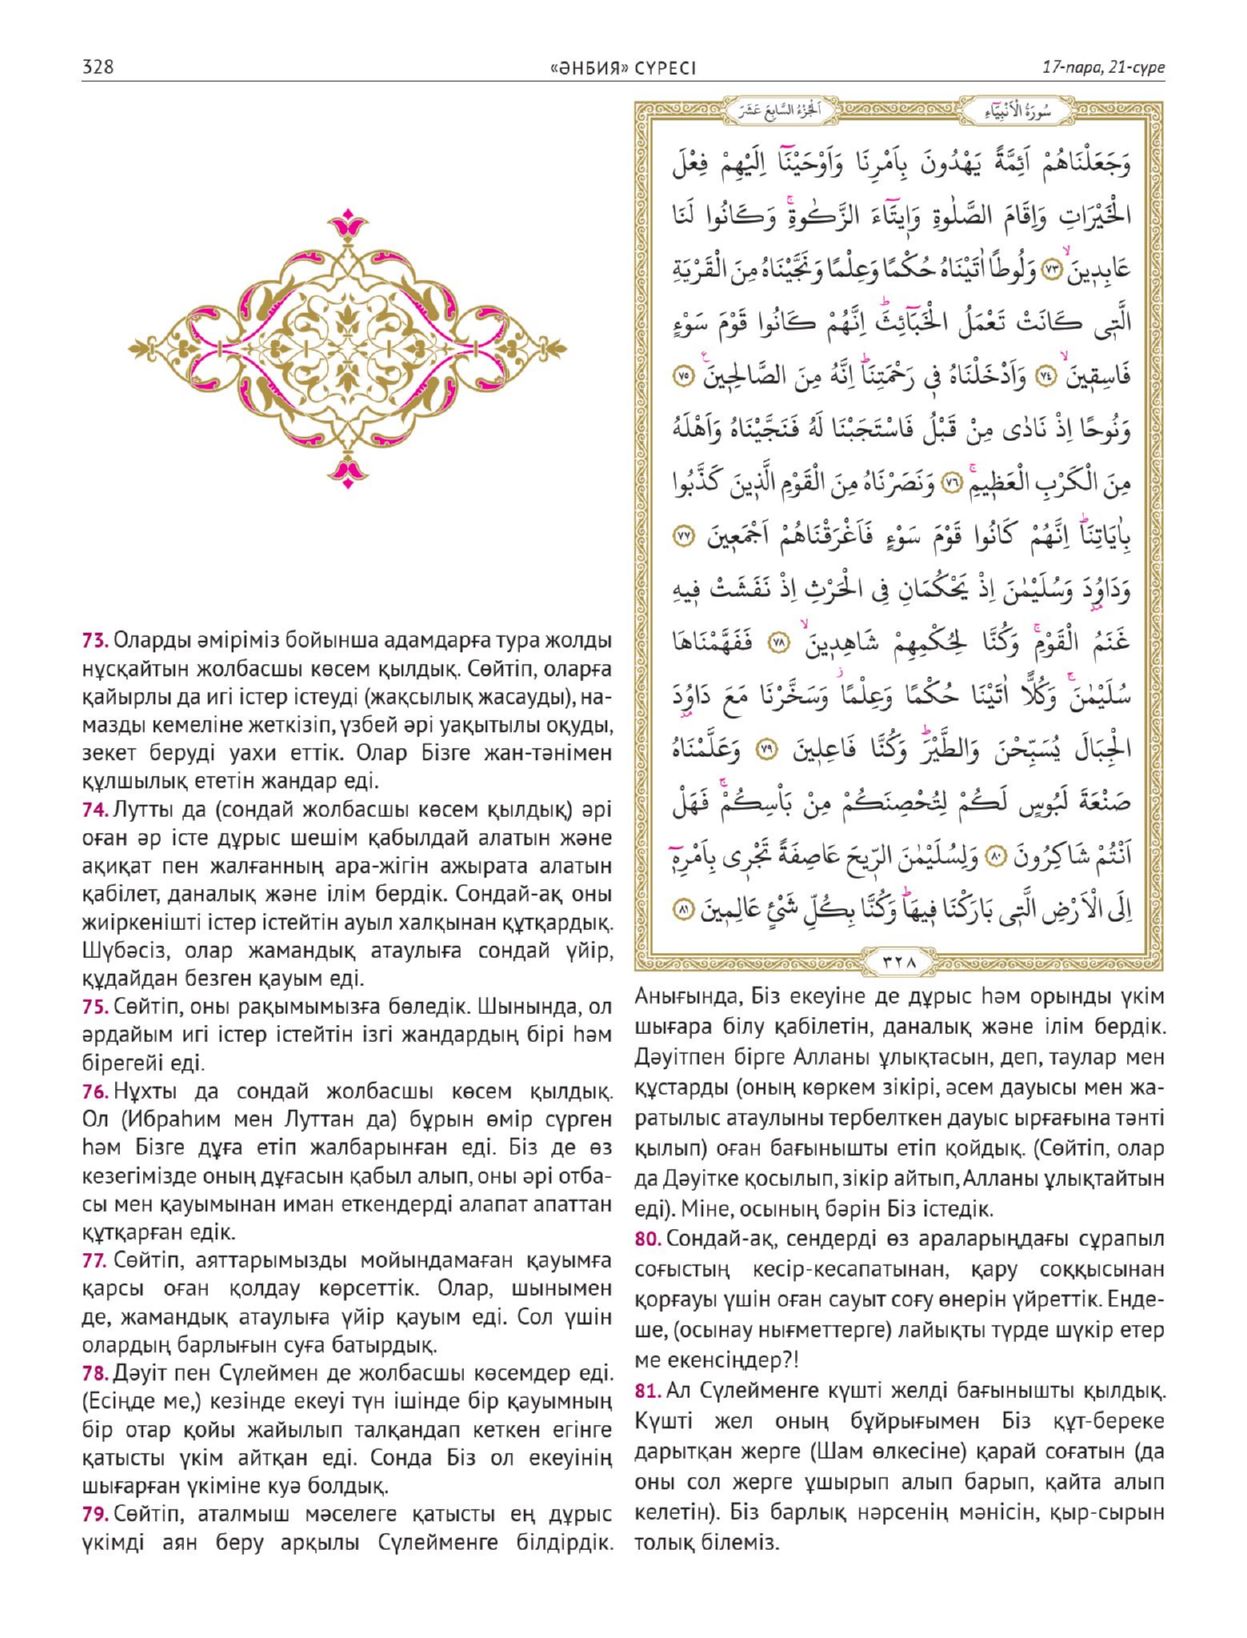 328
«ӘНБИЯ» СҮРЕСІ
17-пара, 21-сүре
سُورَةُ الْاَنْبِيَٓاءِ
اَلْجُزْءُ السَّابِعَ عَشَرَ
وَجَعَلْنَاهُمْ اَئِمَّةً يَهْدُونَ بِاَمْرِنَا وَاَوْحَيْنَٓا اِلَيْهِمْ فِعْلَ
الْخَيْرَاتِ وَاِقَامَ الصَّلٰوةِ وَا۪يتَٓاءَ الزَّكٰوةِۚ وَكَانُوا لَنَا
عَابِد۪ينَۙ ﴿٧٣﴾ وَلُوطًا اٰتَيْنَاهُ حُكْمًا وَعِلْمًا وَنَجَّيْنَاهُ مِنَ الْقَرْيَةِ
الَّت۪ي كَانَتْ تَعْمَلُ الْخَبَٓائِثَۜ اِنَّهُمْ كَانُوا قَوْمَ سَوْءٍ
فَاسِق۪ينَۙ ﴿٧٤﴾ وَاَدْخَلْنَاهُ ف۪ي رَحْمَتِنَاۜ اِنَّهُ مِنَ الصَّالِح۪ينَ۟ ﴿٧٥﴾
وَنُوحًا اِذْ نَادٰى مِنْ قَبْلُ فَاسْتَجَبْنَا لَهُ فَنَجَّيْنَاهُ وَاَهْلَهُ
مِنَ الْكَرْبِ الْعَظ۪يمِۚ ﴿٧٦﴾ وَنَصَرْنَاهُ مِنَ الْقَوْمِ الَّذ۪ينَ كَذَّبُوا
بِاٰيَاتِنَاۜ اِنَّهُمْ كَانُوا قَوْمَ سَوْءٍ فَاَغْرَقْنَاهُمْ اَجْمَع۪ينَ ﴿٧٧﴾
وَدَاوُ۫دَ وَسُلَيْمٰنَ اِذْ يَحْكُمَانِ فِي الْحَرْثِ اِذْ نَفَشَتْ ف۪يهِ
غَنَمُ الْقَوْمِۚ وَكُنَّا لِحُكْمِهِمْ شَاهِد۪ينَۙ ﴿٧٨﴾ فَفَهَّمْنَاهَا
سُلَيْمٰنَۚ وَكُلًّا اٰتَيْنَا حُكْمًا وَعِلْمًاۘ وَسَخَّرْنَا مَعَ دَاوُ۫دَ
الْجِبَالَ يُسَبِّحْنَ وَالطَّيْرَۜ وَكُنَّا فَاعِل۪ينَ ﴿٧٩﴾ وَعَلَّمْنَاهُ
صَنْعَةَ لَبُوسٍ لَكُمْ لِتُحْصِنَكُمْ مِنْ بَأْسِكُمْۚ فَهَلْ
اَنْتُمْ شَاكِرُونَ ﴿٨٠﴾ وَلِسُلَيْمٰنَ الرّ۪يحَ عَاصِفَةً تَجْر۪ي بِاَمْرِه۪ٓ
اِلَى الْاَرْضِ الَّت۪ي بَارَكْنَا ف۪يهَاۜ وَكُنَّا بِكُلِّ شَيْءٍ عَالِم۪ينَ ﴿٨١﴾
٣٢٨
73. Оларды әміріміз бойынша адамдарға тура жолды
нұсқайтын жолбасшы көсем қылдық. Сөйтіп, оларға
қайырлы да игі істер істеуді (жақсылық жасауды), на-
мазды кемеліне жеткізіп, үзбей әрі уақытылы оқуды,
зекет беруді уахи еттік. Олар Бізге жан-тәнімен
құлшылық ететін жандар еді.
74. Лутты да (сондай жолбасшы көсем қылдық) әрі
оған әр істе дұрыс шешім қабылдай алатын және
ақиқат пен жалғанның ара-жігін ажырата алатын
қабілет, даналық және ілім бердік. Сондай-ақ оны
жиіркенішті істер істейтін ауыл халқынан құтқардық.
Шүбәсіз, олар жамандық атаулыға сондай үйір,
құдайдан безген қауым еді.
75. Сөйтіп, оны рақымымызға бөледік. Шынында, ол
әрдайым игі істер істейтін ізгі жандардың бірі һәм
бірегейі еді.
76. Нұхты да сондай жолбасшы көсем қылдық.
Ол (Ибраһим мен Луттан да) бұрын өмір сүрген
һәм Бізге дұға етіп жалбарынған еді. Біз де өз
кезегімізде оның дұғасын қабыл алып, оны әрі отба-
сы мен қауымынан иман еткендерді алапат апаттан
құтқарған едік.
77. Сөйтіп, аяттарымызды мойындамаған қауымға
қарсы оған қолдау көрсеттік. Олар, шынымен
де, жамандық атаулыға үйір қауым еді. Сол үшін
олардың барлығын суға батырдық.
78. Дәуіт пен Сүлеймен де жолбасшы көсемдер еді.
(Есіңде ме,) кезінде екеуі түн ішінде бір қауымның
бір отар қойы жайылып талқандап кеткен егінге
қатысты үкім айтқан еді. Сонда Біз ол екеуінің
шығарған үкіміне куә болдық.
79. Сөйтіп, аталмыш мәселеге қатысты ең дұрыс
үкімді аян беру арқылы Сүлейменге білдірдік.
Анығында, Біз екеуіне де дұрыс һәм орынды үкім
шығара білу қабілетін, даналық және ілім бердік.
Дәуітпен бірге Алланы ұлықтасын, деп, таулар мен
құстарды (оның көркем зікірі, әсем дауысы мен жа-
ратылыс атаулыны тербелткен дауыс ырғағына тәнті
қылып) оған бағынышты етіп қойдық. (Сөйтіп, олар
да Дәуітке қосылып, зікір айтып, Алланы ұлықтайтын
еді). Міне, осының бәрін Біз істедік.
80. Сондай-ақ, сендерді өз араларыңдағы сұрапыл
соғыстың кесір-кесапатынан, қару соққысынан
қорғауы үшін оған сауыт соғу өнерін үйреттік. Енде-
ше, (осынау нығметтерге) лайықты түрде шүкір етер
ме екенсіңдер?!
81. Ал Сүлейменге күшті желді бағынышты қылдық.
Күшті жел оның бұйрығымен Біз құт-береке
дарытқан жерге (Шам өлкесіне) қарай соғатын (да
оны сол жерге ұшырып алып барып, қайта алып
келетін). Біз барлық нәрсенің мәнісін, қыр-сырын
толық білеміз.